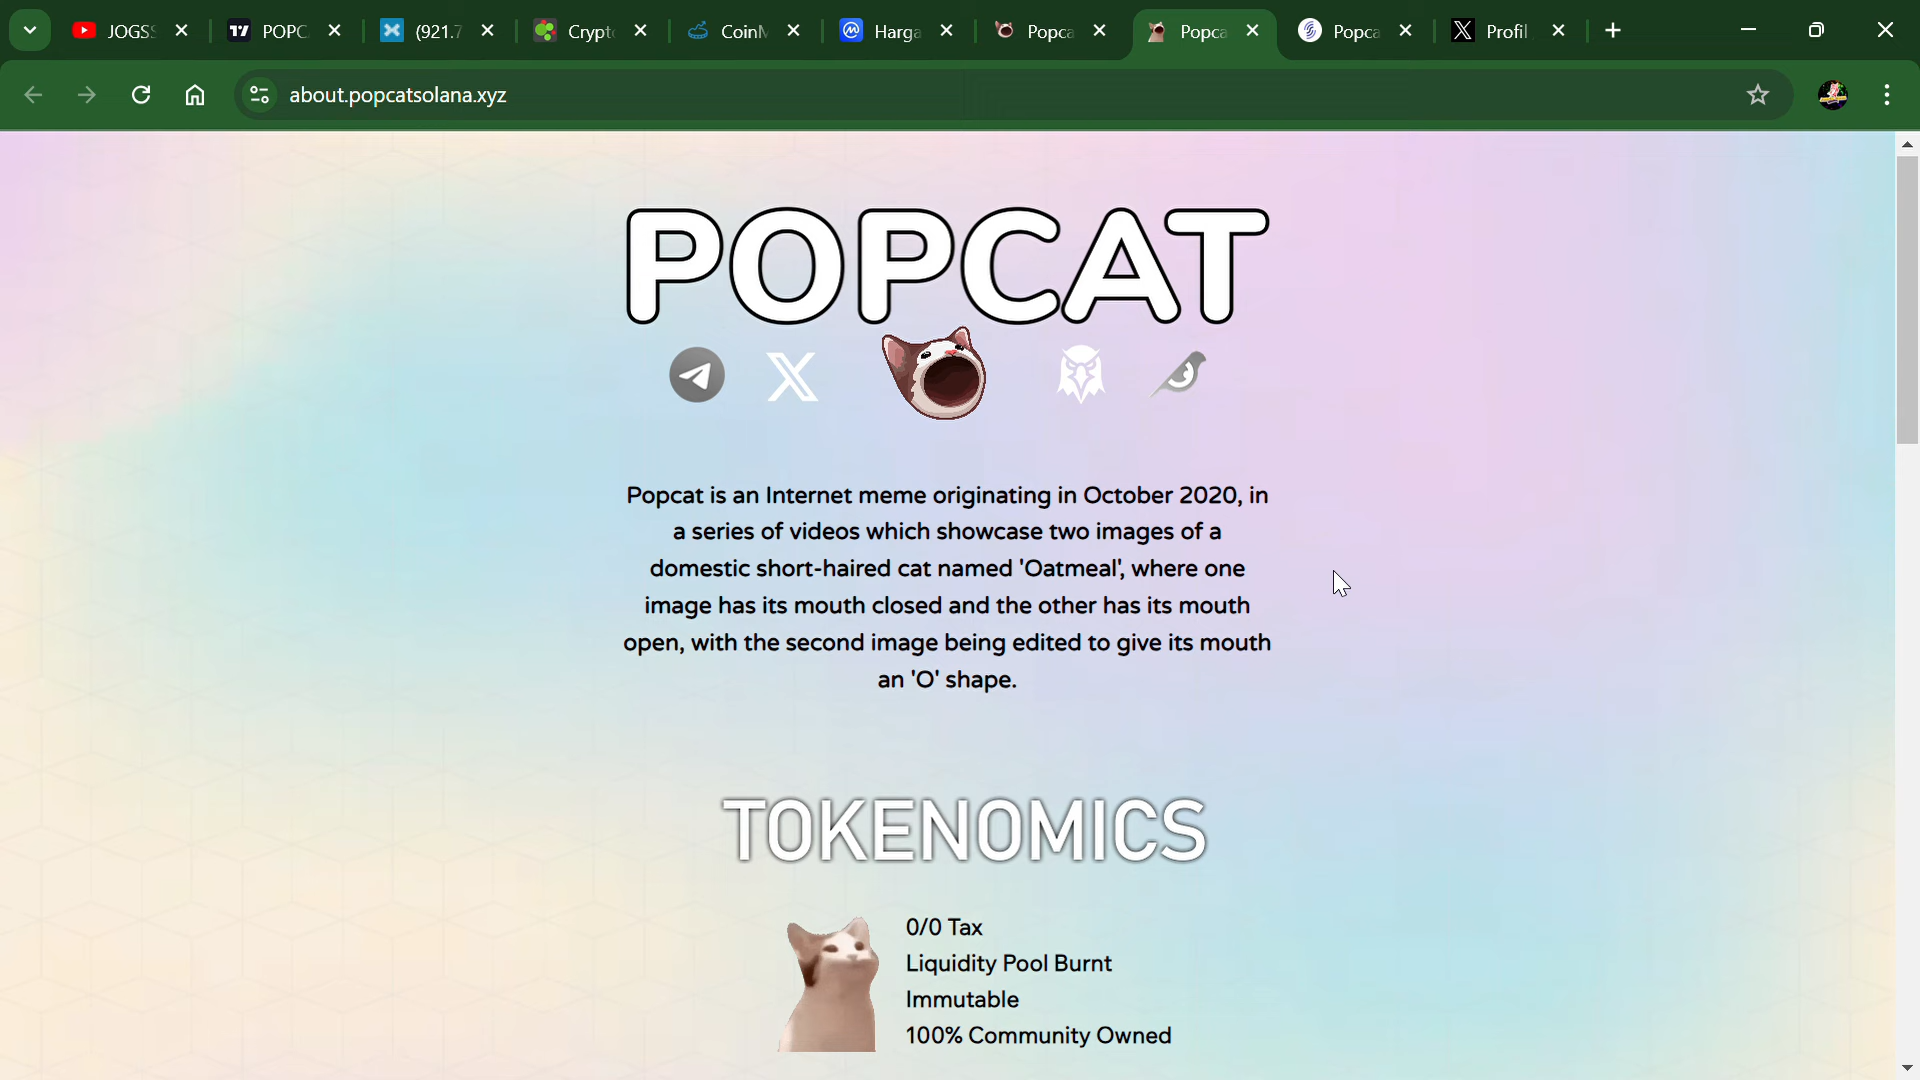 JOGSS
POPC
(921.7
Crypt
CoinM
Harga
Popca
Popca
Popca
Profil
about.popcatsolana.xyz
POPCAT
Popcat is an Internet meme originating in October 2020, in
a series of videos which showcase two images of a
domestic short-haired cat named 'Oatmeal', where one
image has its mouth closed and the other has its mouth
open, with the second image being edited to give its mouth
an 'O' shape.
TOKENOMICS
0/0 Tax
Liquidity Pool Burnt
Immutable
100% Community Owned